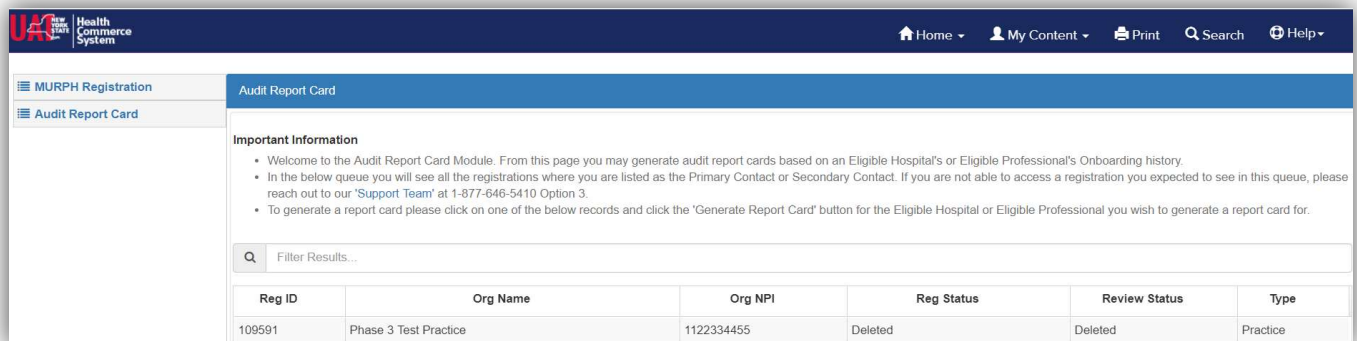 UAT NEW YORK STATE Health Commerce System
Home My Content Print Search Help
MURPH Registration
Audit Report Card
Audit Report Card
Important Information
• Welcome to the Audit Report Card Module. From this page you may generate audit report cards based on an Eligible Hospital's or Eligible Professional's Onboarding history.
• In the below queue you will see all the registrations where you are listed as the Primary Contact or Secondary Contact. If you are not able to access a registration you expected to see in this queue, please
reach out to our 'Support Team' at 1-877-646-5410 Option 3.
• To generate a report card please click on one of the below records and click the 'Generate Report Card' button for the Eligible Hospital or Eligible Professional you wish to generate a report card for.
Filter Results...
Reg ID Org Name Org NPI Reg Status Review Status Type
109591 Phase 3 Test Practice 1122334455 Deleted Deleted Practice